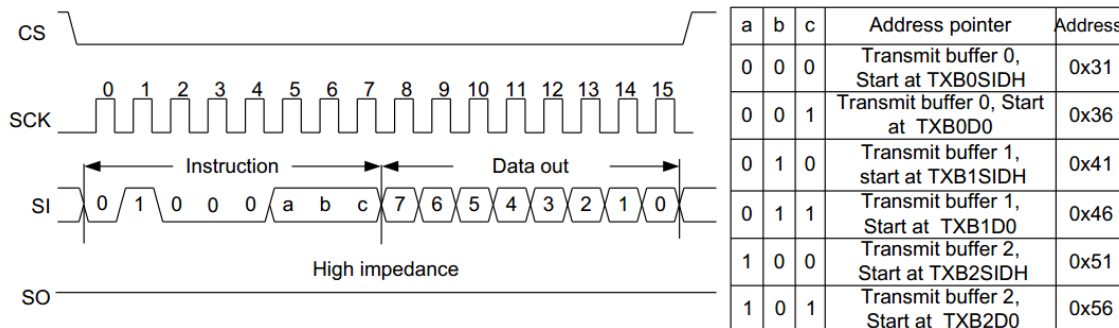 CS
0 1 2 3 4 5 6 7 8 9 10 11 12 13 14 15
SCK
Instruction Data out
SI 0 1 0 0 0 a b c 7 6 5 4 3 2 1 0
High impedance
SO
a b c Address pointer Address
0 0 0 Transmit buffer 0,
Start at TXB0SIDH 0x31
0 0 1 Transmit buffer 0, Start
at TXB0D0 0x36
0 1 0 Transmit buffer 1,
start at TXB1SIDH 0x41
0 1 1 Transmit buffer 1,
Start at TXB1D0 0x46
1 0 0 Transmit buffer 2,
Start at TXB2SIDH 0x51
1 0 1 Transmit buffer 2,
Start at TXB2D0 0x56